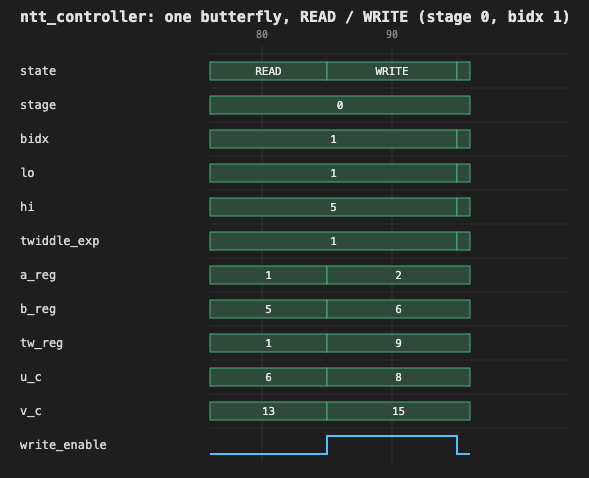 ntt_controller: one butterfly, READ / WRITE (stage 0, bidx 1)
80 90
state READ WRITE
stage 0
bidx 1
lo 1
hi 5
twiddle_exp 1
a_reg 1 2
b_reg 5 6
tw_reg 1 9
u_c 6 8
v_c 13 15
write_enable